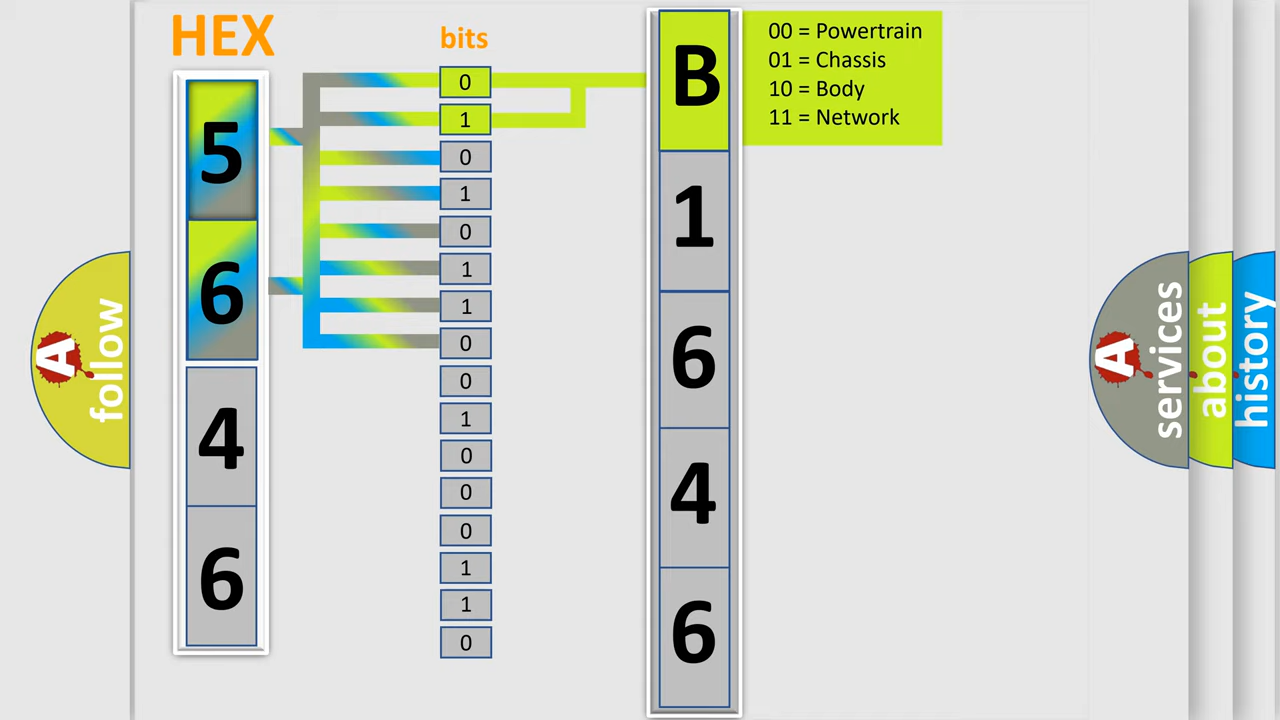 HEX
bits
5
6
4
6
0
1
0
1
0
1
1
0
0
1
0
0
0
1
1
0
B
1
6
4
6
00 = Powertrain
01 = Chassis
10 = Body
11 = Network
A
follow
A
services
about
history